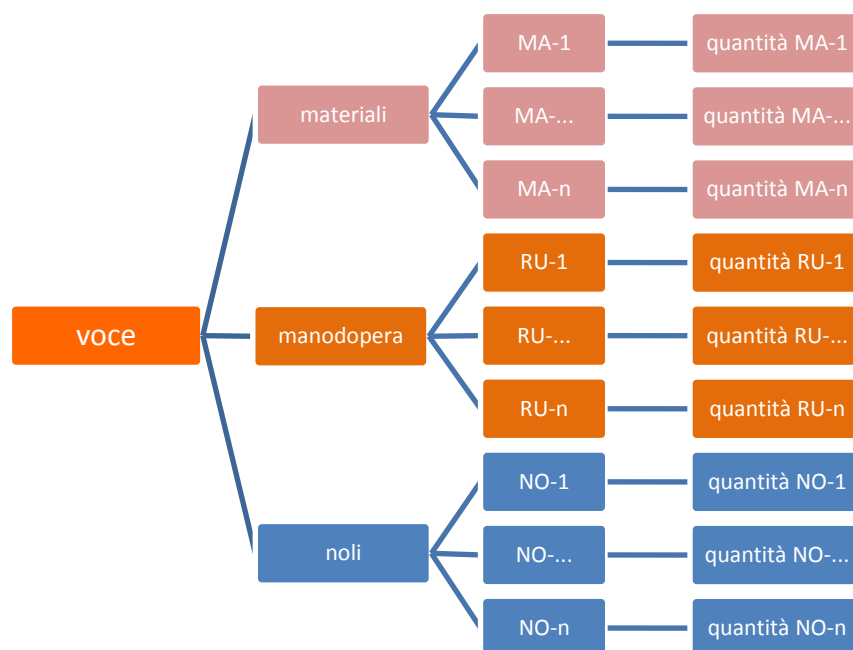 MA-1
quantità MA-1
materiali
MA-...
quantità MA-...
MA-n
quantità MA-n
RU-1
quantità RU-1
voce
manodopera
RU-...
quantità RU-...
RU-n
quantità RU-n
NO-1
quantità NO-1
noli
NO-...
quantità NO-...
NO-n
quantità NO-n